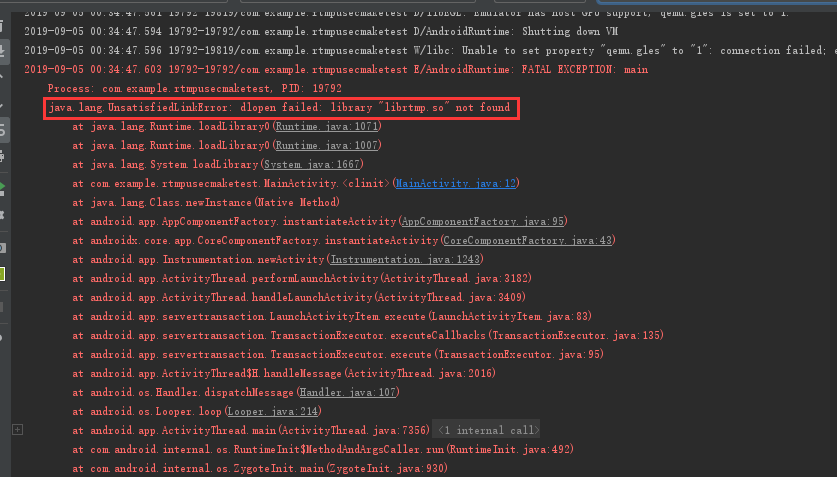 2019-09-05 00:34:47.561 19792-19819/com.example.rtmpusecmaketest D/libEGL: Emulator has host GPU support, qemu.gles is set to 1.
2019-09-05 00:34:47.594 19792-19792/com.example.rtmpusecmaketest D/AndroidRuntime: Shutting down VM
2019-09-05 00:34:47.596 19792-19819/com.example.rtmpusecmaketest W/libc: Unable to set property "qemu.gles" to "1": connection failed; e
2019-09-05 00:34:47.603 19792-19792/com.example.rtmpusecmaketest E/AndroidRuntime: FATAL EXCEPTION: main
Process: com.example.rtmpusecmaketest, PID: 19792
java.lang.UnsatisfiedLinkError: dlopen failed: library "librtmp.so" not found
at java.lang.Runtime.loadLibrary0(Runtime.java:1071)
at java.lang.Runtime.loadLibrary0(Runtime.java:1007)
at java.lang.System.loadLibrary(System.java:1667)
at com.example.rtmpusecmaketest.MainActivity.<clinit>(MainActivity.java:12)
at java.lang.Class.newInstance(Native Method)
at android.app.AppComponentFactory.instantiateActivity(AppComponentFactory.java:95)
at androidx.core.app.CoreComponentFactory.instantiateActivity(CoreComponentFactory.java:43)
at android.app.Instrumentation.newActivity(Instrumentation.java:1243)
at android.app.ActivityThread.performLaunchActivity(ActivityThread.java:3182)
at android.app.ActivityThread.handleLaunchActivity(ActivityThread.java:3409)
at android.app.servertransaction.LaunchActivityItem.execute(LaunchActivityItem.java:83)
at android.app.servertransaction.TransactionExecutor.executeCallbacks(TransactionExecutor.java:135)
at android.app.servertransaction.TransactionExecutor.execute(TransactionExecutor.java:95)
at android.app.ActivityThread$H.handleMessage(ActivityThread.java:2016)
at android.os.Handler.dispatchMessage(Handler.java:107)
at android.os.Looper.loop(Looper.java:214)
at android.app.ActivityThread.main(ActivityThread.java:7356) <1 internal call>
at com.android.internal.os.RuntimeInit$MethodAndArgsCaller.run(RuntimeInit.java:492)
at com.android.internal.os.ZygoteInit.main(ZygoteInit.java:930)